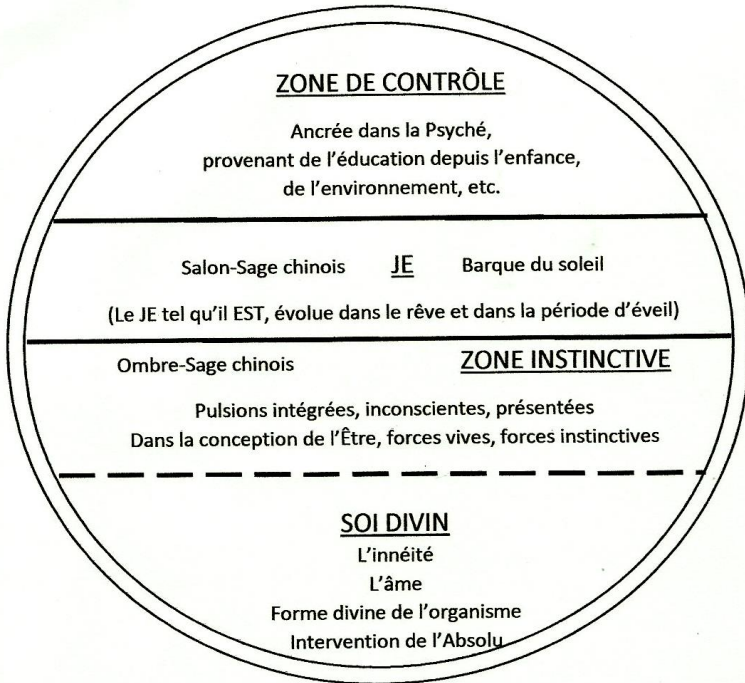 ZONE DE CONTRÔLE
Ancrée dans la Psyché,
provenant de l'éducation depuis l'enfance,
de l'environnement, etc.
Salon-Sage chinois JE Barque du soleil
(Le JE tel qu'il EST, évolue dans le rêve et dans la période d'éveil)
Ombre-Sage chinois ZONE INSTINCTIVE
Pulsions intégrées, inconscientes, présentées
Dans la conception de l'Être, forces vives, forces instinctives
SOI DIVIN
L'innéité
L'âme
Forme divine de l'organisme
Intervention de l'Absolu